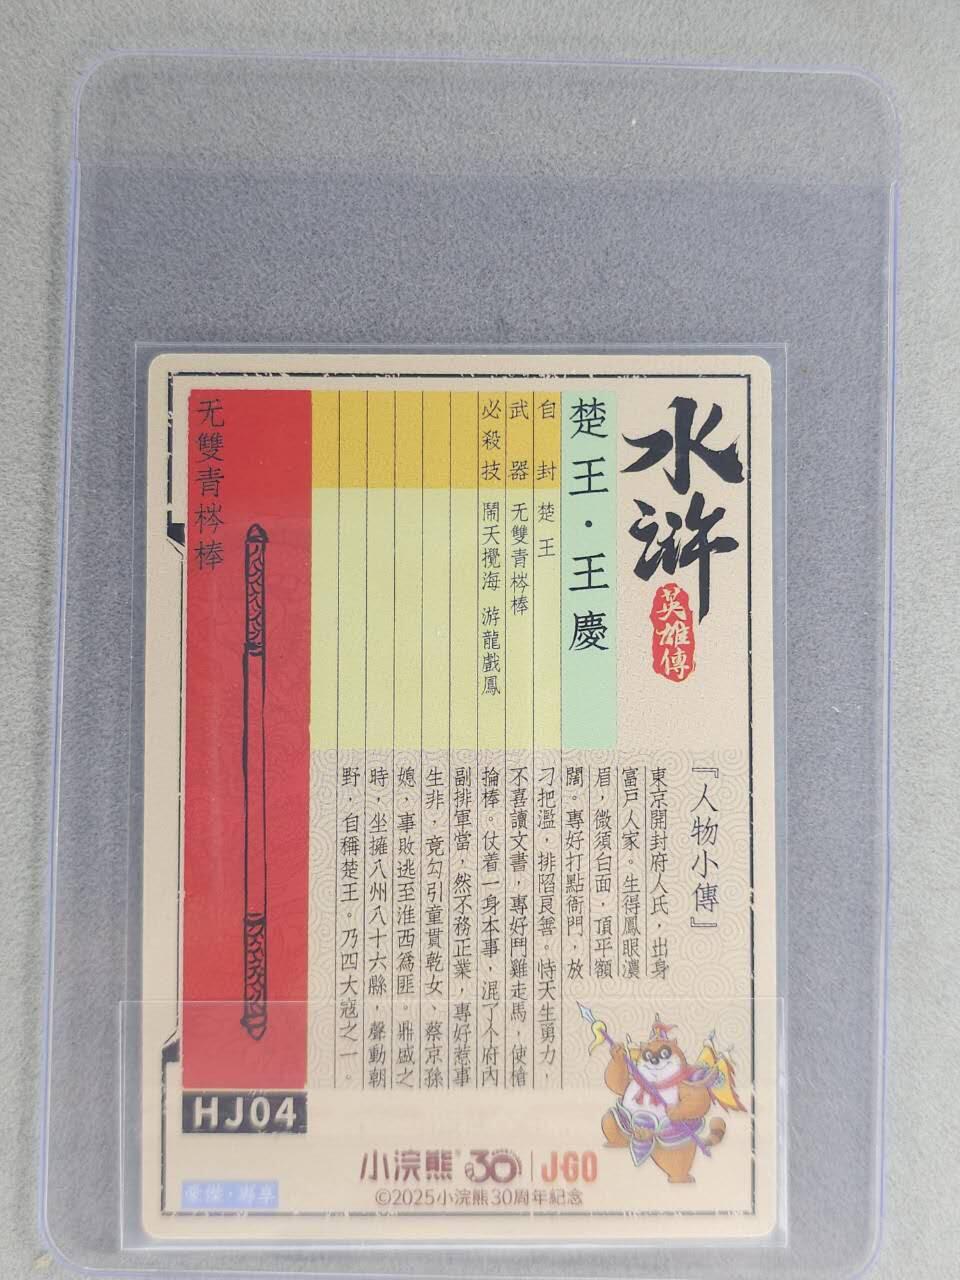 水滸
英雄傳
楚王·王慶
自封 楚王
武器 无雙青梣棒
必殺技 鬧天攪海 游龍戲鳳
无雙青梣棒
『人物小傳』
東京開封府人氏，出身
富戶人家。生得鳳眼濃
眉，微須白面，頂平額
闊。專好打點衙門，放
刁把濫，排陷良善。恃天生勇力，
不喜讀文書，專好鬥雞走馬，使槍
掄棒。仗着一身本事，混了个府內
副排軍當，然不務正業，專好惹事
生非，竟勾引童貫乾女、蔡京孫
媳，事敗逃至淮西爲匪。鼎盛之
時，坐擁八州八十六縣，聲動朝
野，自稱楚王。乃四大寇之一。
HJ04
小浣熊 30 JGO
©2025小浣熊30周年紀念